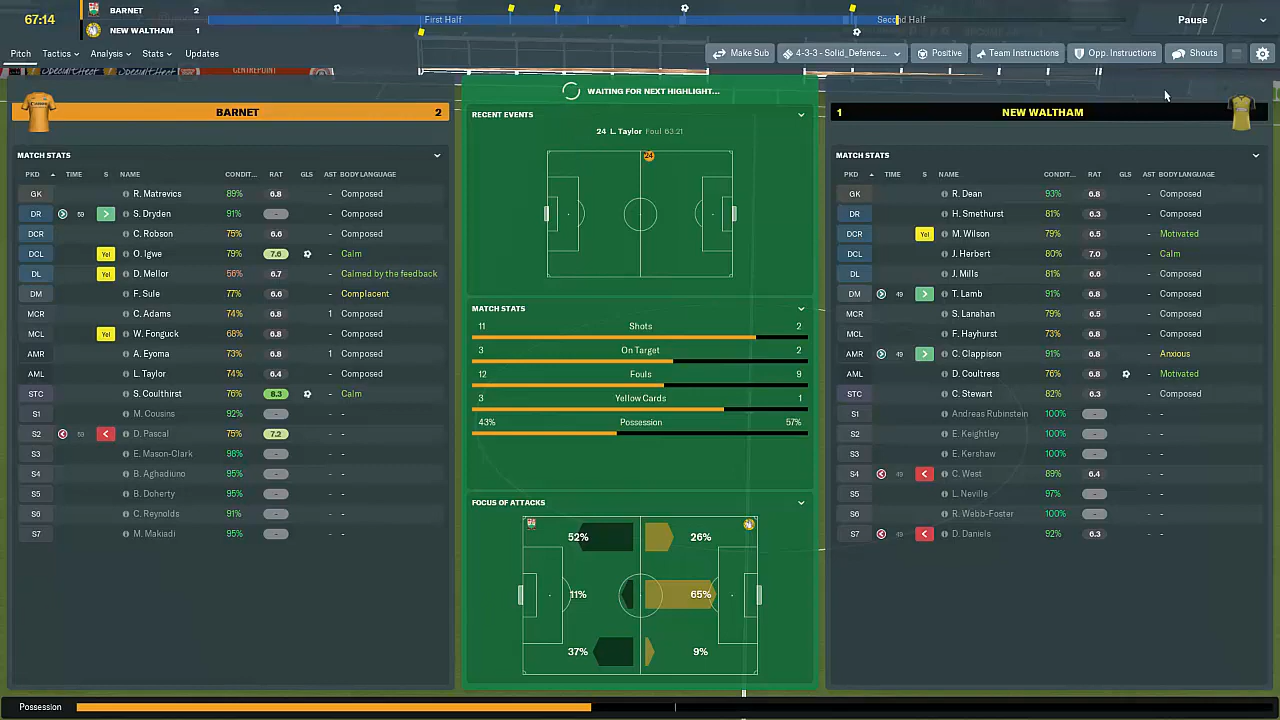 67:14
BARNET 2
NEW WALTHAM 1
First Half
Second Half
Pause
Pitch Tactics Analysis Stats Updates
Make Sub 4-3-3 - Solid_Defence... Positive Team Instructions Opp. Instructions Shouts
CENTREPOINT
BARNET 2
MATCH STATS
PKD TIME S NAME CONDIT... RAT GLS AST BODY LANGUAGE
GK R. Matrevics 89% 6.8 - Composed
DR 59 S. Dryden 91% - - Composed
DCR C. Robson 75% 6.6 - Composed
DCL Yel O. Igwe 79% 7.6 - Calm
DL Yel D. Mellor 56% 6.7 - Calmed by the feedback
DM F. Sule 77% 6.6 - Complacent
MCR C. Adams 74% 6.8 1 Composed
MCL Yel W. Fonguck 68% 6.8 - Composed
AMR A. Eyoma 73% 6.8 1 Composed
AML L. Taylor 74% 6.4 - Composed
STC S. Coulthirst 76% 8.3 - Calm
S1 M. Cousins 92% - - -
S2 59 D. Pascal 75% 7.2 - -
S3 E. Mason-Clark 96% - - -
S4 B. Aghadiuno 95% - - -
S5 B. Doherty 95% - - -
S6 C. Reynolds 91% - - -
S7 M. Makiadi 95% - - -
WAITING FOR NEXT HIGHLIGHT...
RECENT EVENTS
24 L. Taylor Foul 63:21
24
MATCH STATS
11 Shots 2
3 On Target 2
12 Fouls 9
3 Yellow Cards 1
43% Possession 57%
FOCUS OF ATTACKS
52% 26%
11% 65%
37% 9%
1 NEW WALTHAM
MATCH STATS
PKD TIME S NAME CONDIT... RAT GLS AST BODY LANGUAGE
GK R. Dean 93% 6.8 - Composed
DR H. Smethurst 81% 6.3 - Composed
DCR Yel M. Wilson 79% 6.5 - Motivated
DCL J. Herbert 80% 7.0 - Calm
DL J. Mills 81% 6.6 - Composed
DM 49 T. Lamb 91% 6.8 - Composed
MCR S. Lanahan 79% 6.5 - Composed
MCL F. Hayhurst 73% 6.8 - Composed
AMR 49 C. Clappison 91% 6.8 - Anxious
AML D. Coultress 76% 6.8 - Motivated
STC C. Stewart 82% 6.3 - Composed
S1 Andreas Rubinstein 100% - - -
S2 E. Keightley 100% - - -
S3 E. Kershaw 100% - - -
S4 49 C. West 89% 6.4 - -
S5 L. Neville 97% - - -
S6 R. Webb-Foster 100% - - -
S7 49 D. Daniels 92% 6.3 - -
Possession